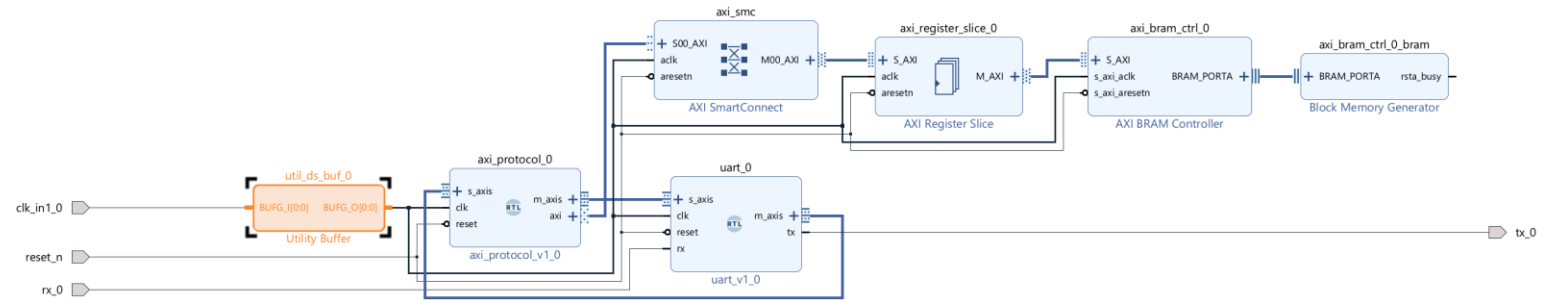 axi_smc
S00_AXI
aclk
aresetn
M00_AXI
AXI SmartConnect
axi_register_slice_0
S_AXI
aclk
aresetn
M_AXI
AXI Register Slice
axi_bram_ctrl_0
S_AXI
s_axi_aclk
s_axi_aresetn
BRAM_PORTA
AXI BRAM Controller
axi_bram_ctrl_0_bram
BRAM_PORTA
rsta_busy
Block Memory Generator
clk_in1_0
reset_n
rx_0
util_ds_buf_0
BUFG_I[0:0]
BUFG_O[0:0]
Utility Buffer
axi_protocol_0
s_axis
clk
reset
RTL
m_axis
axi
axi_protocol_v1_0
uart_0
s_axis
clk
reset
rx
RTL
m_axis
tx
uart_v1_0
tx_0